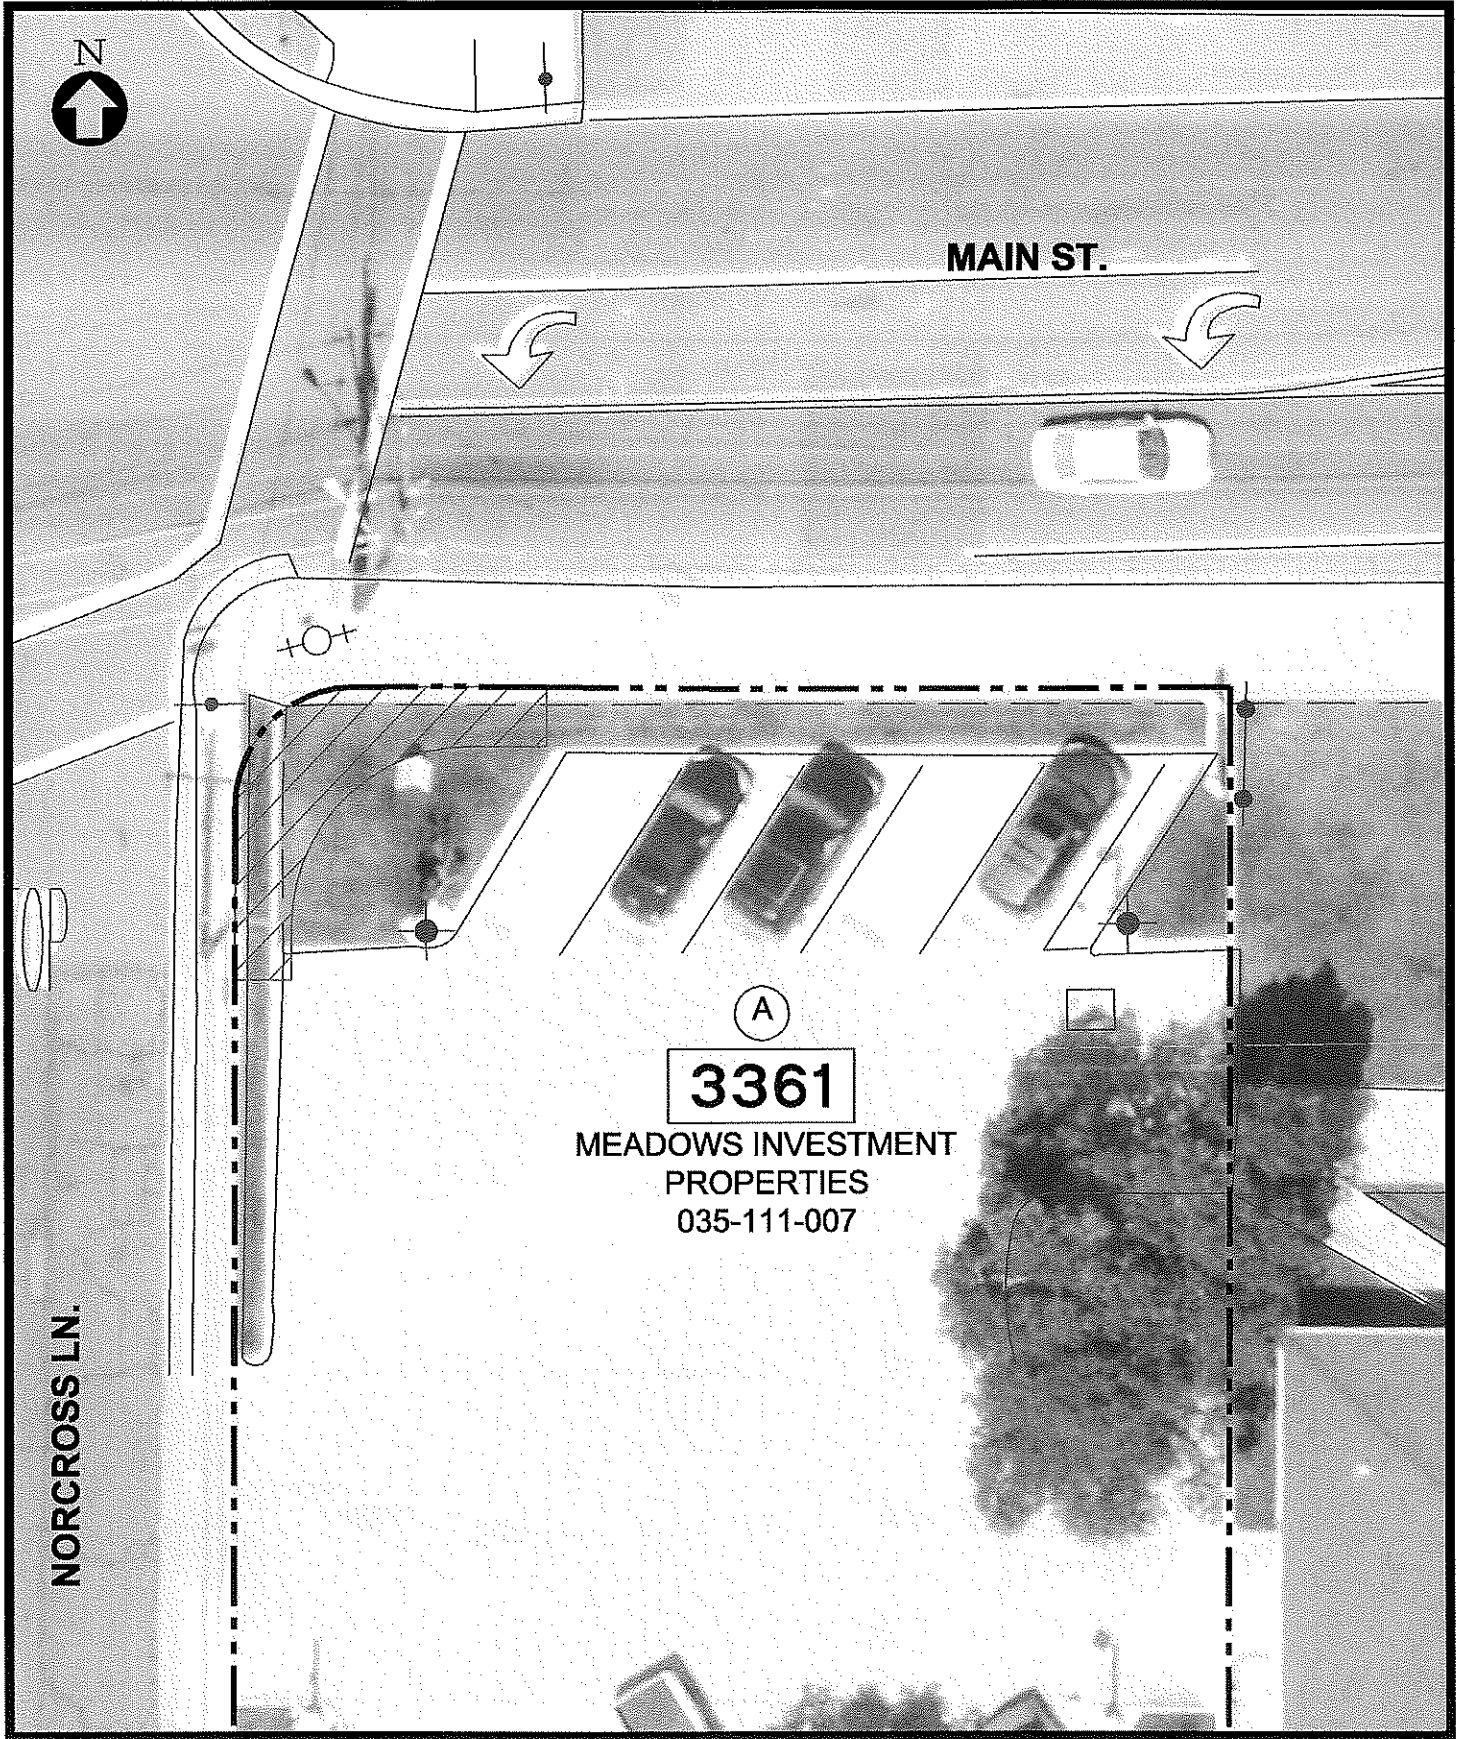 N
MAIN ST.
A
3361
MEADOWS INVESTMENT
PROPERTIES
035-111-007
NORCROSS LN.